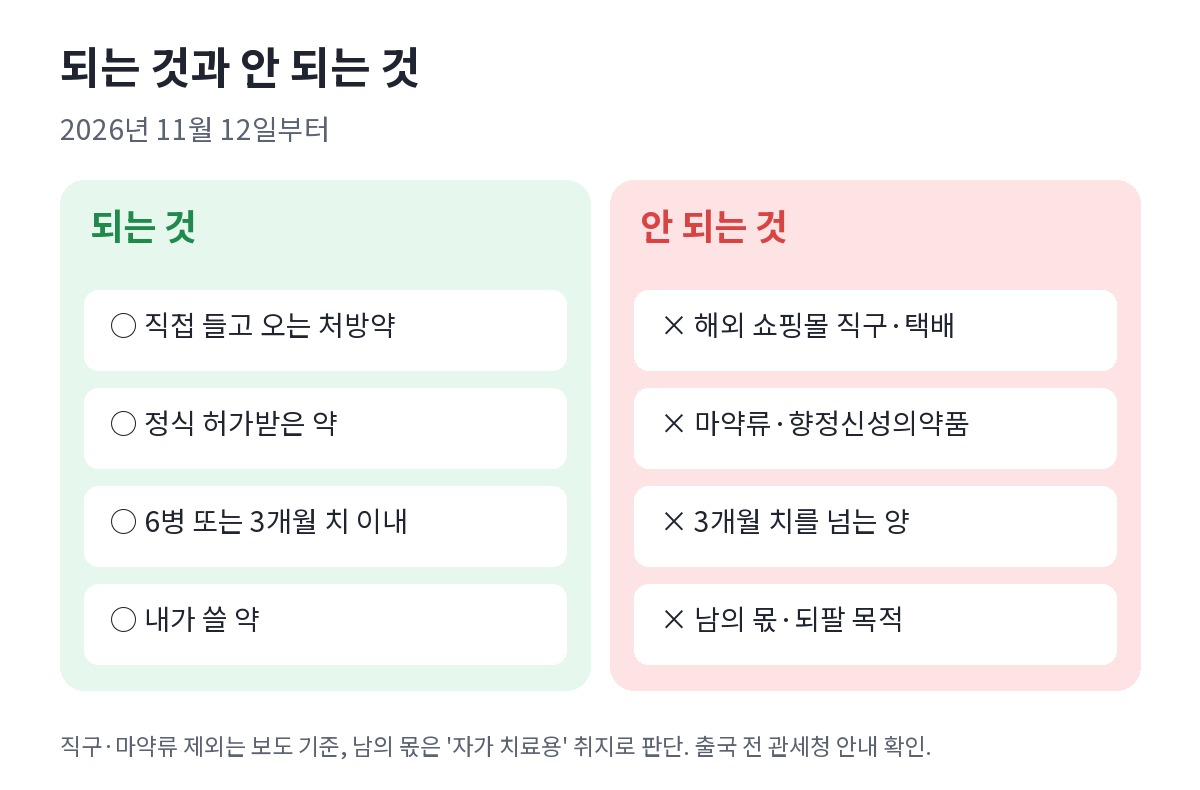 되는 것과 안 되는 것
2026년 11월 12일부터
되는 것
○ 직접 들고 오는 처방약
○ 정식 허가받은 약
○ 6병 또는 3개월 치 이내
○ 내가 쓸 약
안 되는 것
× 해외 쇼핑몰 직구·택배
× 마약류·향정신성의약품
× 3개월 치를 넘는 양
× 남의 몫·되팔 목적
직구·마약류 제외는 보도 기준, 남의 몫은 '자가 치료용' 취지로 판단. 출국 전 관세청 안내 확인.